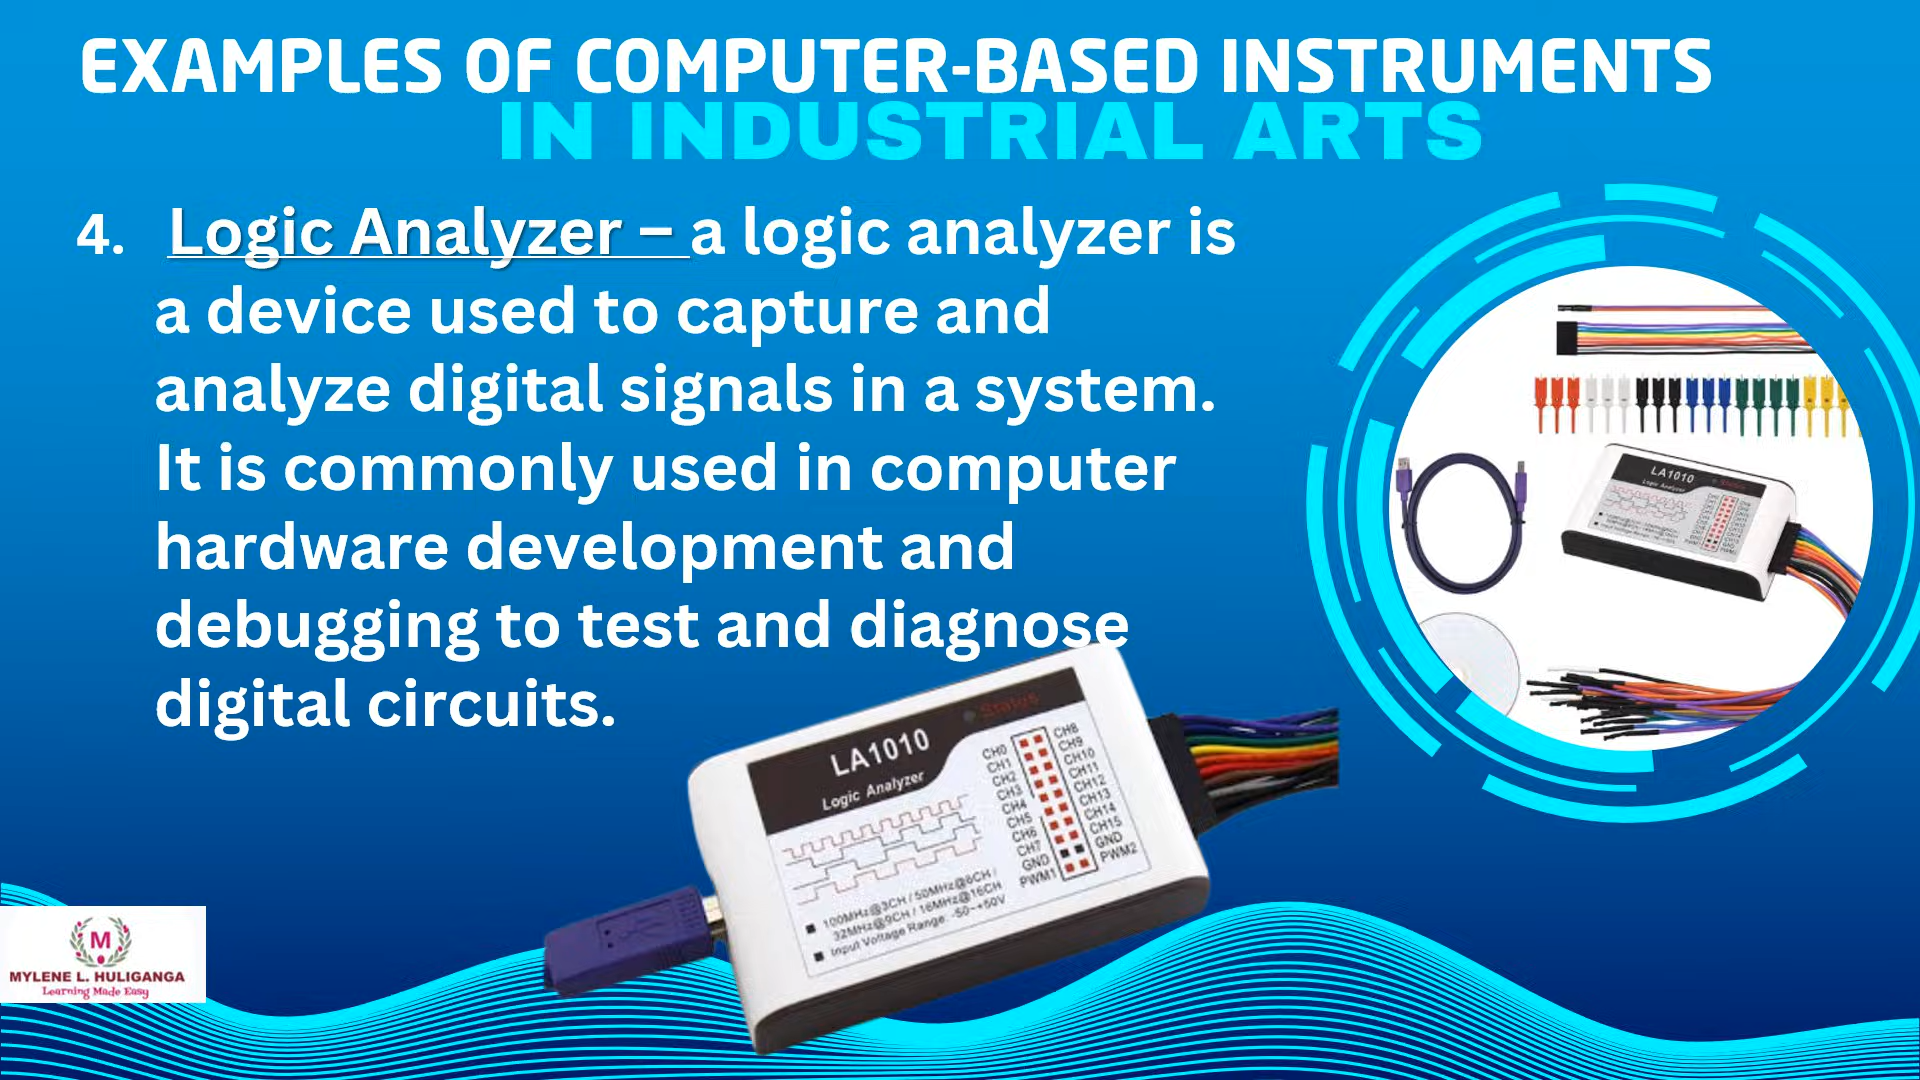 EXAMPLES OF COMPUTER-BASED INSTRUMENTS
IN INDUSTRIAL ARTS
4. Logic Analyzer – a logic analyzer is
a device used to capture and
analyze digital signals in a system.
It is commonly used in computer
hardware development and
debugging to test and diagnose
digital circuits.
LA1010
Logic Analyzer
Status
LA1010
Logic Analyzer
Status
CH0 CH8
CH1 CH9
CH2 CH10
CH3 CH11
CH4 CH12
CH5 CH13
CH6 CH14
CH7 CH15
GND GND
PWM1 PWM2
100MHz@3CH / 50MHz@6CH /
32MHz@9CH / 16MHz@16CH
Input Voltage Range: -50~+50V
M
MYLENE L. HULIGANGA
Learning Made Easy